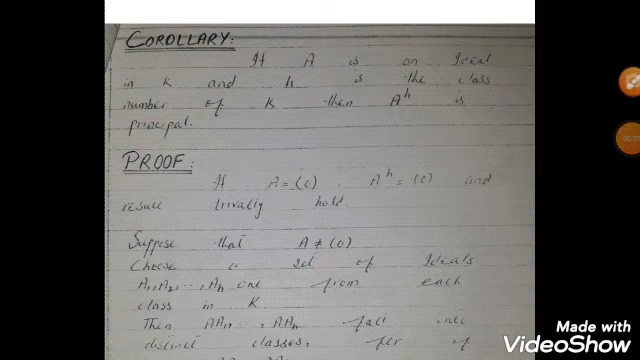 COROLLARY:
If A is an Ideal
in K and h is the class
number of K then A^h is
principal.
PROOF:
If A = (0). A^h = (0) and
result trivally hold.
Suppose that A ≠ (0)
Choose a set of Ideals
A₁, A₂, ..., Aₕ one from each
class in K.
Then AA₁, ..., AAₕ fall into
distinct classes, for if
Made with
VideoShow